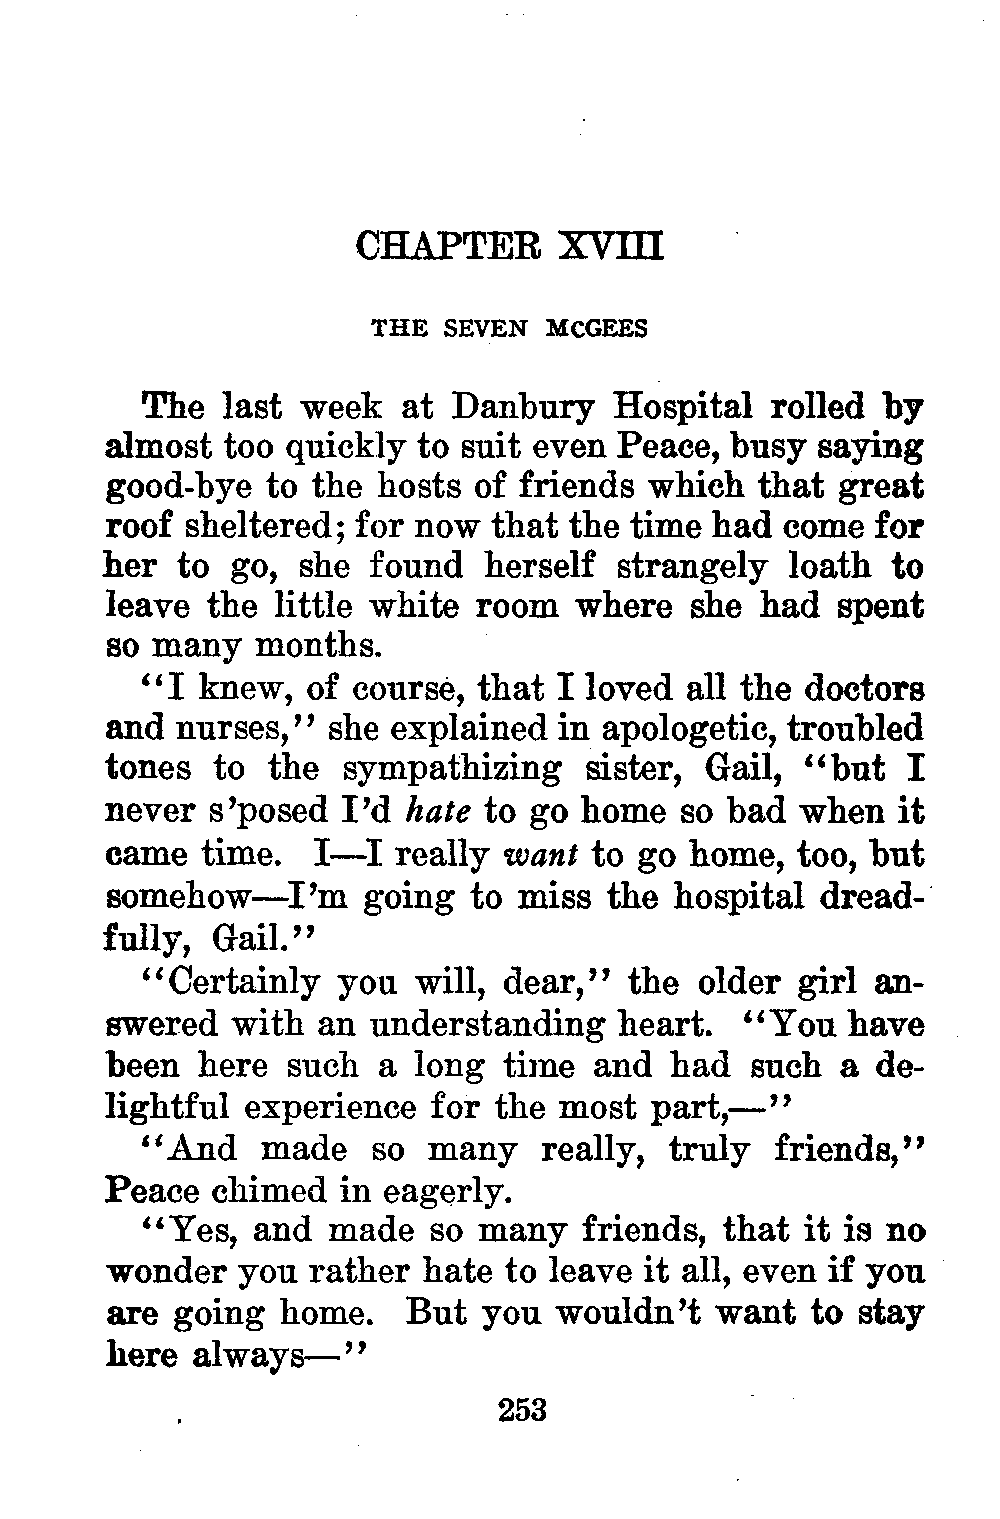 CHAPTER XVIII
THE SEVEN McGEES
The last week at Danbury Hospital rolled by
almost too quickly to suit even Peace, busy saying
good-bye to the hosts of friends which that great
roof sheltered; for now that the time had come for
her to go, she found herself strangely loath to
leave the little white room where she had spent
so many months.
"I knew, of course, that I loved all the doctors
and nurses," she explained in apologetic, troubled
tones to the sympathizing sister, Gail, "but I
never s'posed I'd hate to go home so bad when it
came time. I—I really want to go home, too, but
somehow—I'm going to miss the hospital dread-
fully, Gail."
"Certainly you will, dear," the older girl an-
swered with an understanding heart. "You have
been here such a long time and had such a de-
lightful experience for the most part,—"
"And made so many really, truly friends,"
Peace chimed in eagerly.
"Yes, and made so many friends, that it is no
wonder you rather hate to leave it all, even if you
are going home. But you wouldn't want to stay
here always—"
253